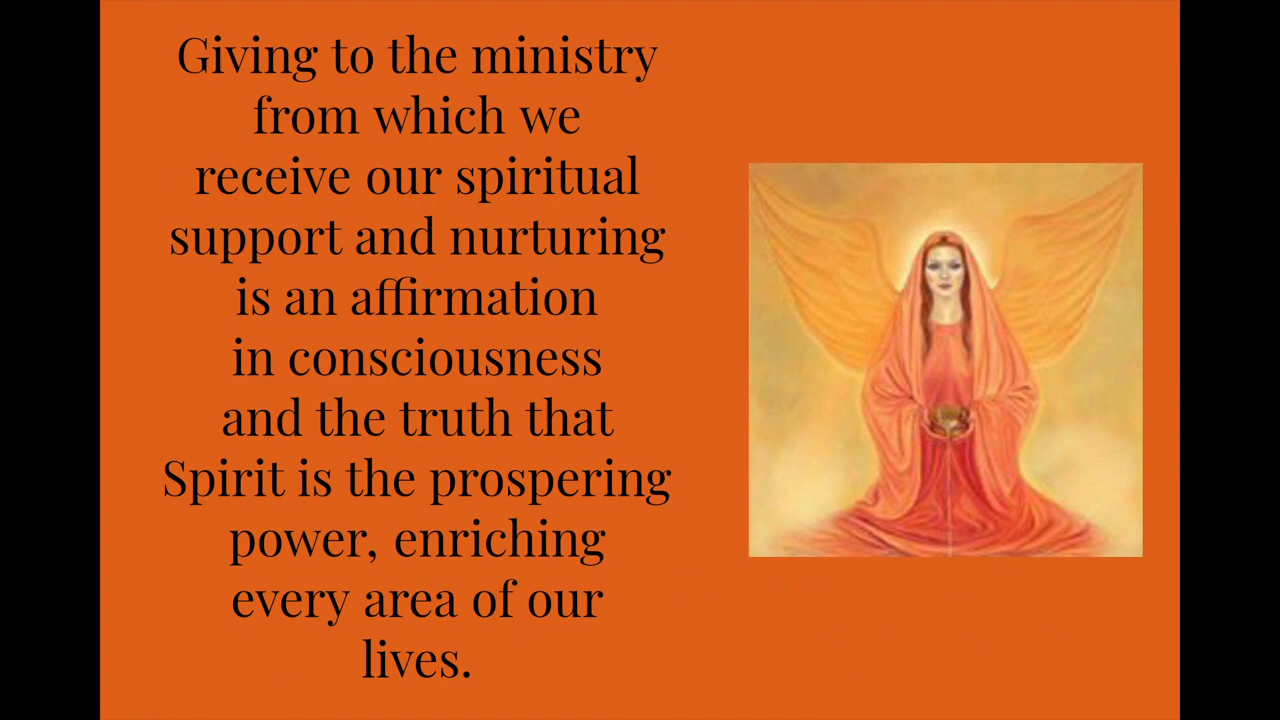 Giving to the ministry
from which we
receive our spiritual
support and nurturing
is an affirmation
in consciousness
and the truth that
Spirit is the prospering
power, enriching
every area of our
lives.